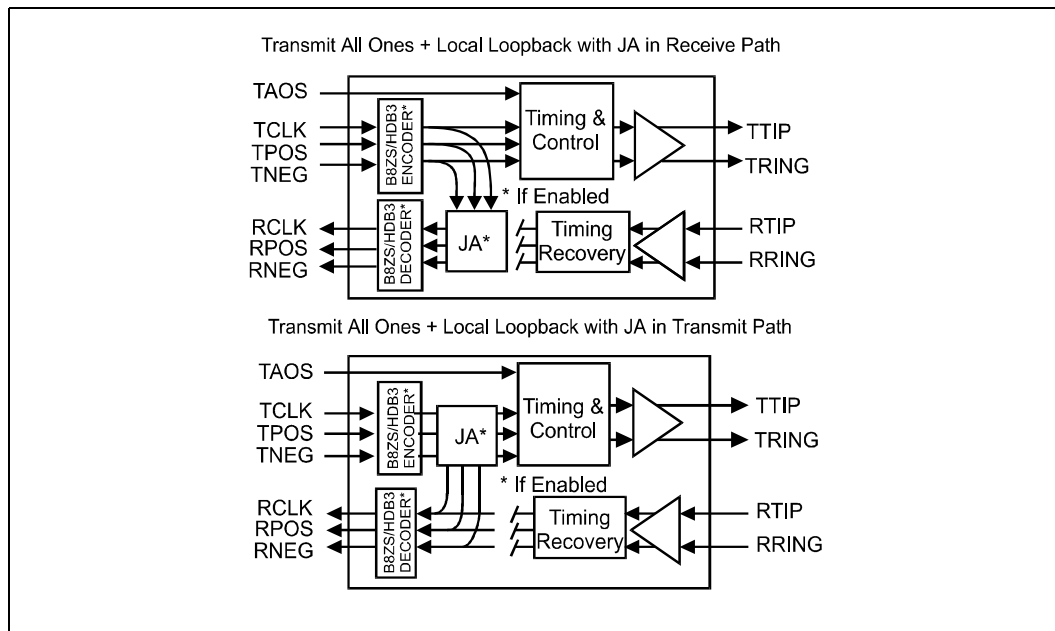 Transmit All Ones + Local Loopback with JA in Receive Path
TAOS
TCLK
TPOS
TNEG
B8ZS/HDB3
ENCODER*
Timing &
Control
TTIP
TRING
* If Enabled
RCLK
RPOS
RNEG
B8ZS/HDB3
DECODER*
JA*
Timing
Recovery
RTIP
RRING
Transmit All Ones + Local Loopback with JA in Transmit Path
TAOS
TCLK
TPOS
TNEG
B8ZS/HDB3
ENCODER*
JA*
Timing &
Control
TTIP
TRING
* If Enabled
RCLK
RPOS
RNEG
B8ZS/HDB3
DECODER*
Timing
Recovery
RTIP
RRING